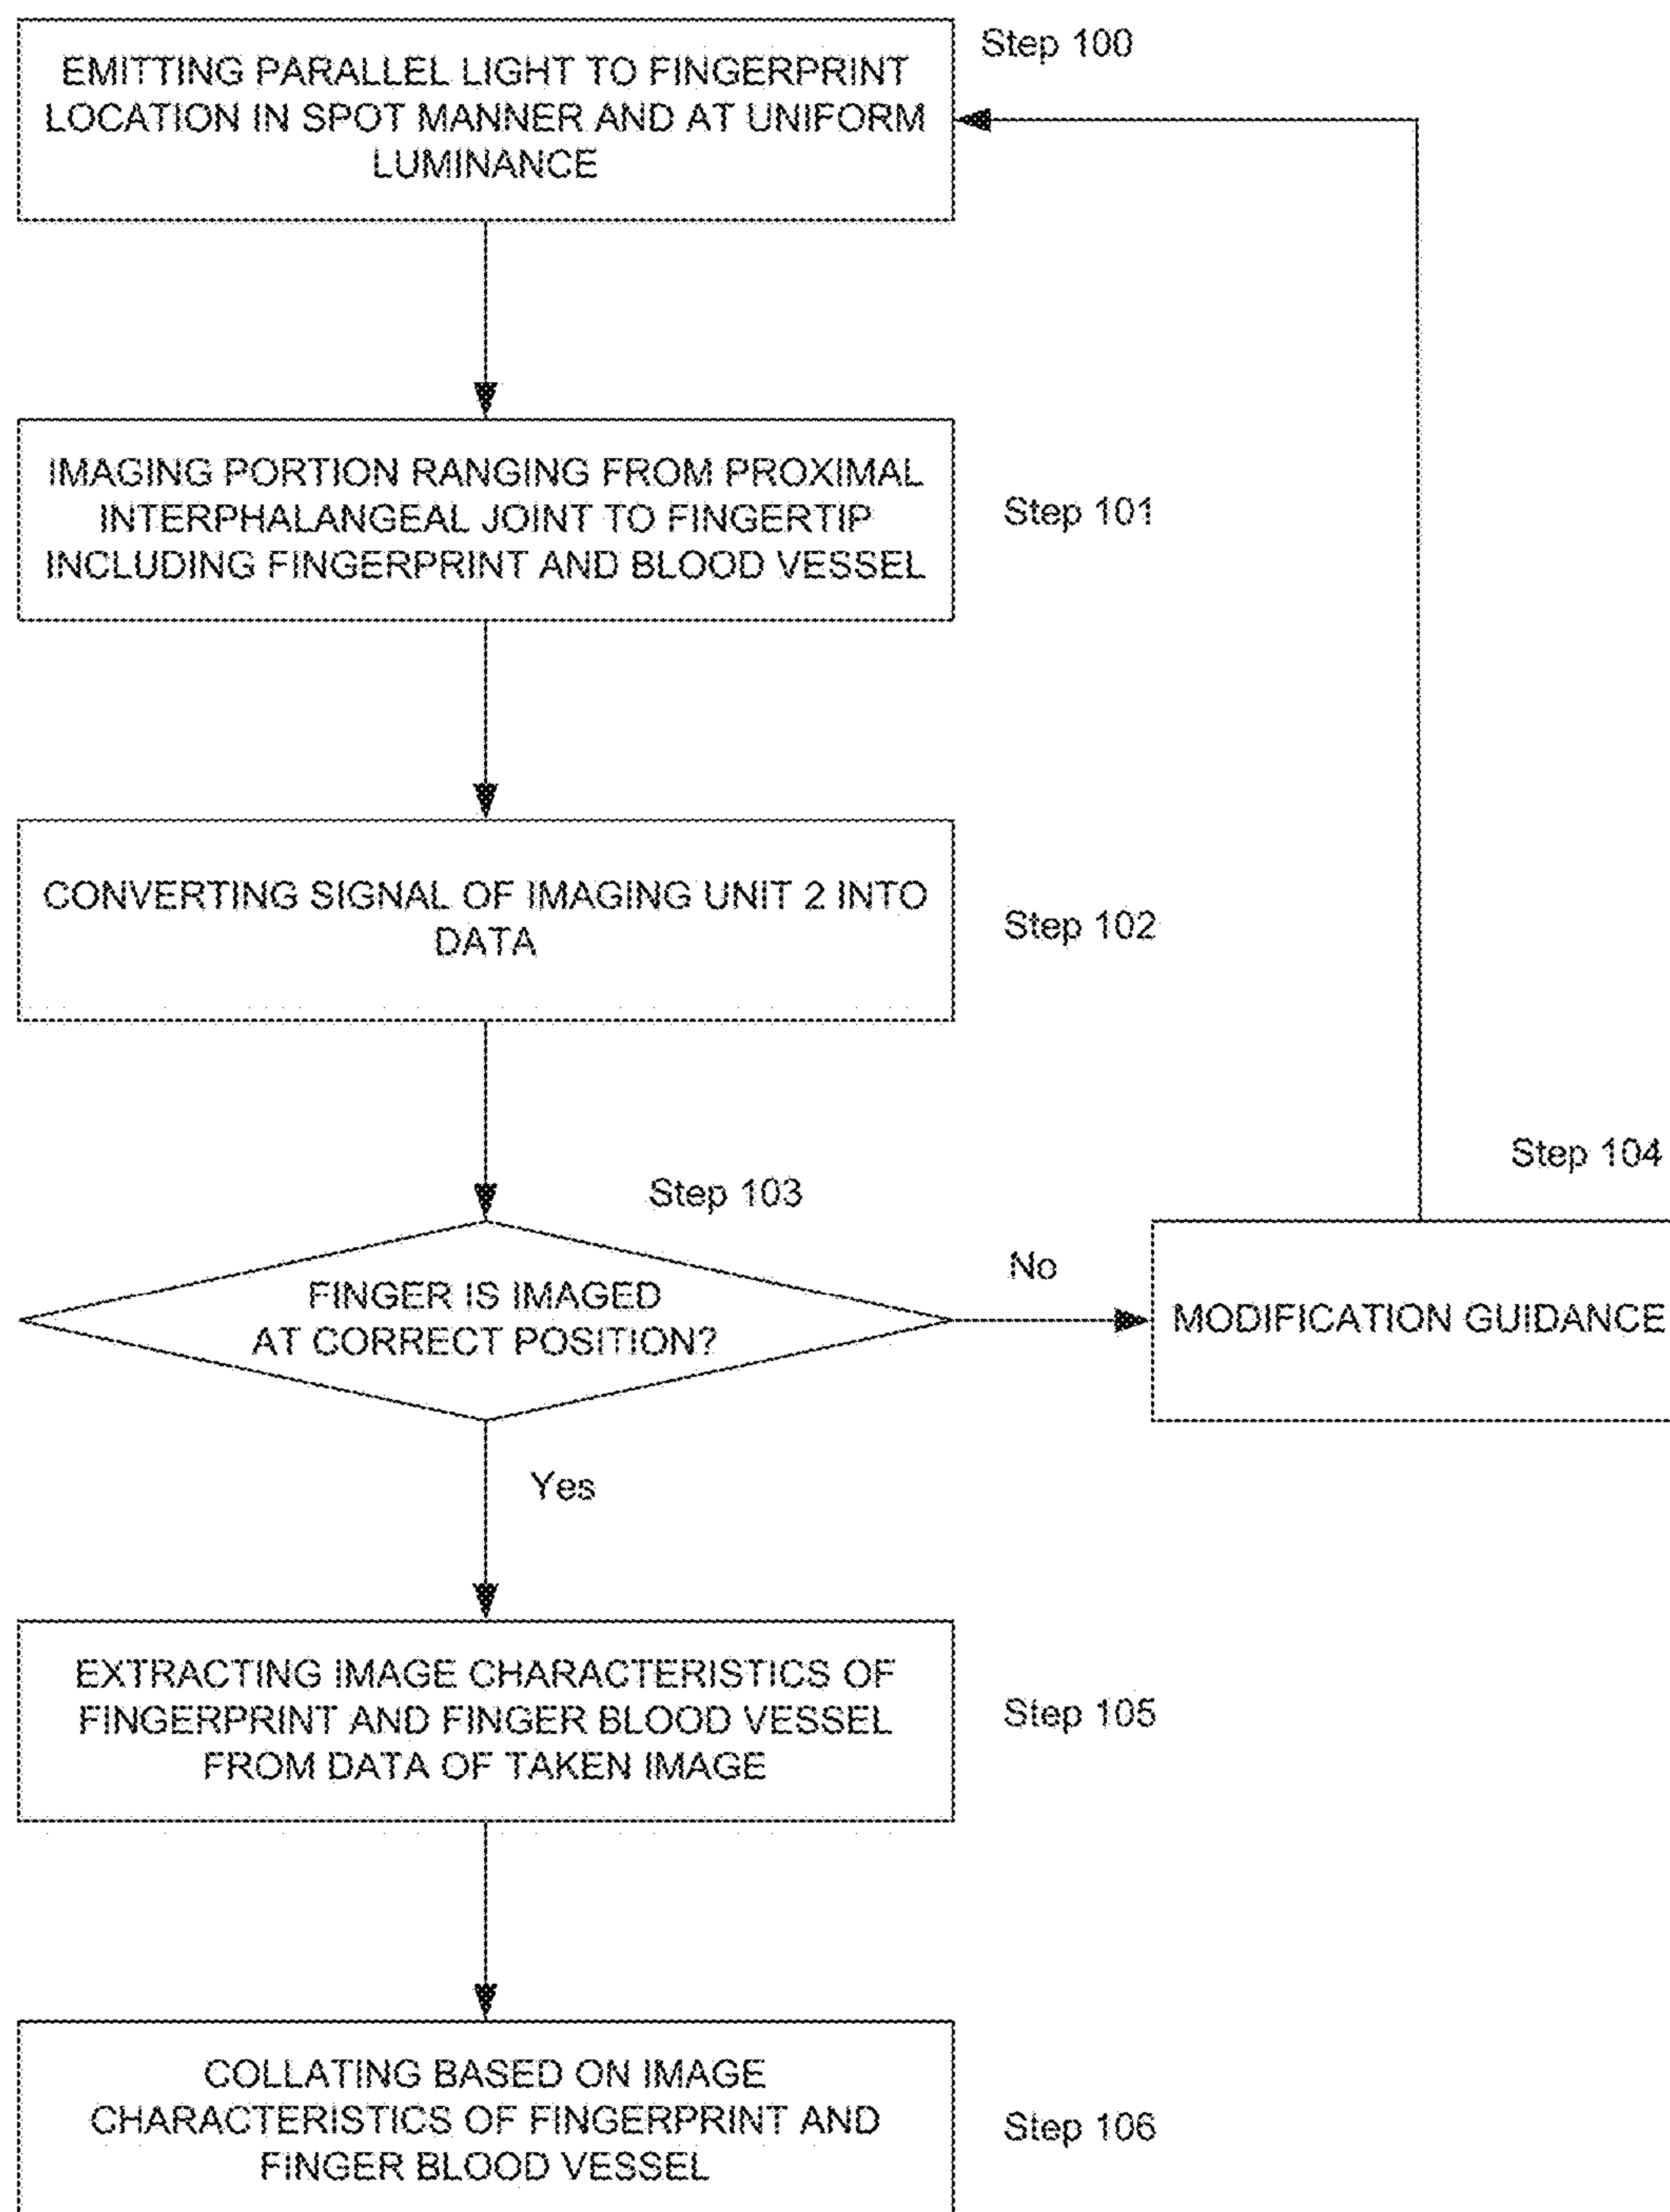 EMITTING PARALLEL LIGHT TO FINGERPRINT
LOCATION IN SPOT MANNER AND AT UNIFORM
LUMINANCE
Step 100
IMAGING PORTION RANGING FROM PROXIMAL
INTERPHALANGEAL JOINT TO FINGERTIP
INCLUDING FINGERPRINT AND BLOOD VESSEL
Step 101
CONVERTING SIGNAL OF IMAGING UNIT 2 INTO
DATA
Step 102
Step 103
FINGER IS IMAGED
AT CORRECT POSITION?
No
Step 104
MODIFICATION GUIDANCE
Yes
EXTRACTING IMAGE CHARACTERISTICS OF
FINGERPRINT AND FINGER BLOOD VESSEL
FROM DATA OF TAKEN IMAGE
Step 105
COLLATING BASED ON IMAGE
CHARACTERISTICS OF FINGERPRINT AND
FINGER BLOOD VESSEL
Step 106